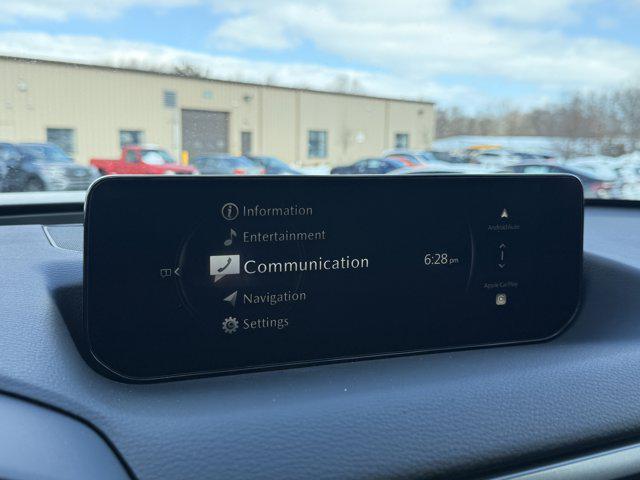 Information
Entertainment
Communication
Navigation
Settings
6:28 pm
Android Auto
Apple CarPlay